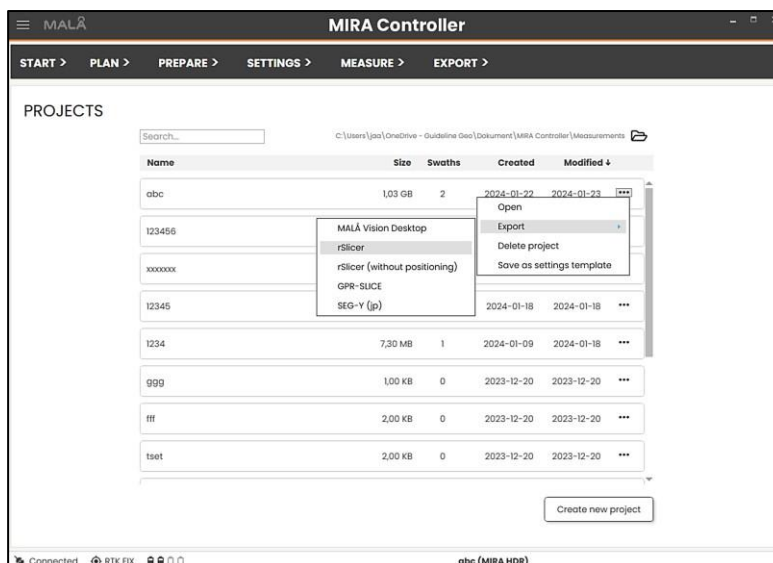 MALÅ MIRA Controller
START > PLAN > PREPARE > SETTINGS > MEASURE > EXPORT >
PROJECTS
Search... C:\Users\jaa\OneDrive - Guideline Geo\Dokument\MIRA Controller\Measurements
Name Size Swaths Created Modified ↓
abc 1,03 GB 2 2024-01-22 2024-01-23 •••
Open
Export
Delete project
Save as settings template
MALÅ Vision Desktop
rSlicer
rSlicer (without positioning)
GPR-SLICE
SEG-Y (jp)
123456
xxxxxxx
12345 2024-01-18 2024-01-18 •••
1234 7,30 MB 1 2024-01-09 2024-01-18 •••
ggg 1,00 KB 0 2023-12-20 2023-12-20 •••
fff 2,00 KB 0 2023-12-20 2023-12-20 •••
tset 2,00 KB 0 2023-12-20 2023-12-20 •••
Create new project
Connected RTK FIX abc (MIRA HDR)